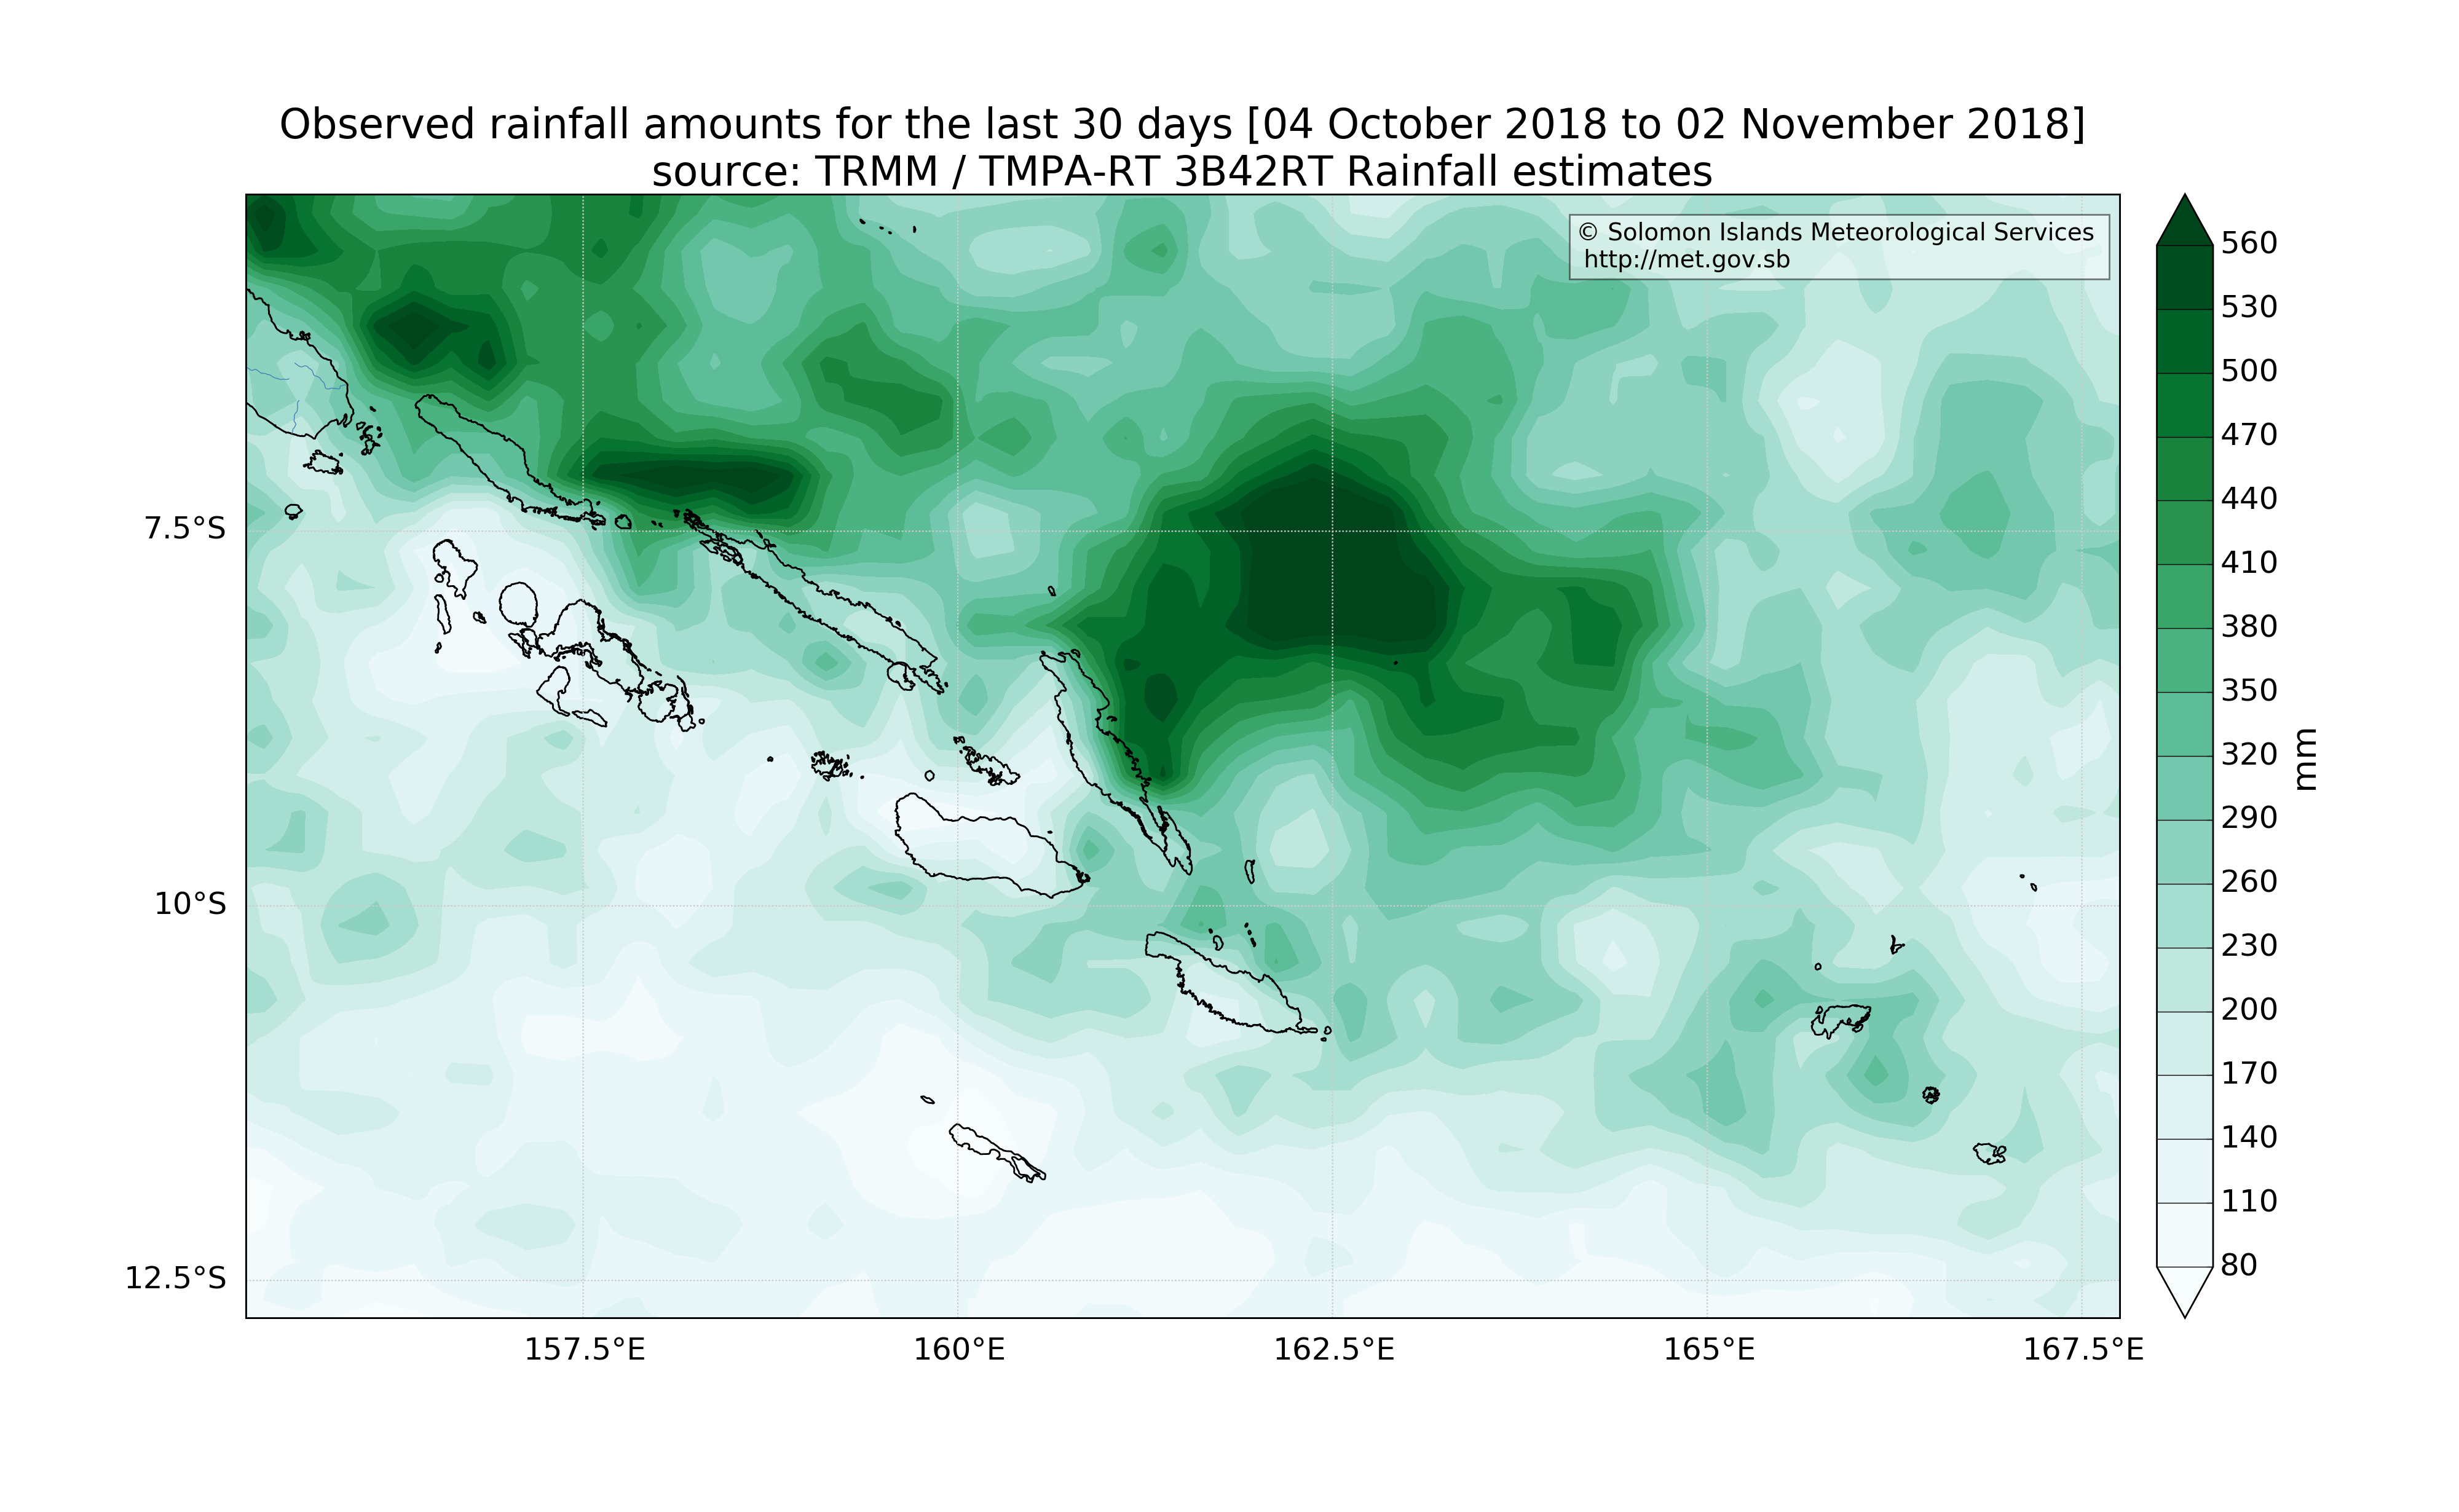 Observed rainfall amounts for the last 30 days [04 October 2018 to 02 November 2018]
source: TRMM / TMPA-RT 3B42RT Rainfall estimates
© Solomon Islands Meteorological Services
http://met.gov.sb
7.5°S
10°S
12.5°S
157.5°E
160°E
162.5°E
165°E
167.5°E
560
530
500
470
440
410
380
350
320
290
260
230
200
170
140
110
80
mm